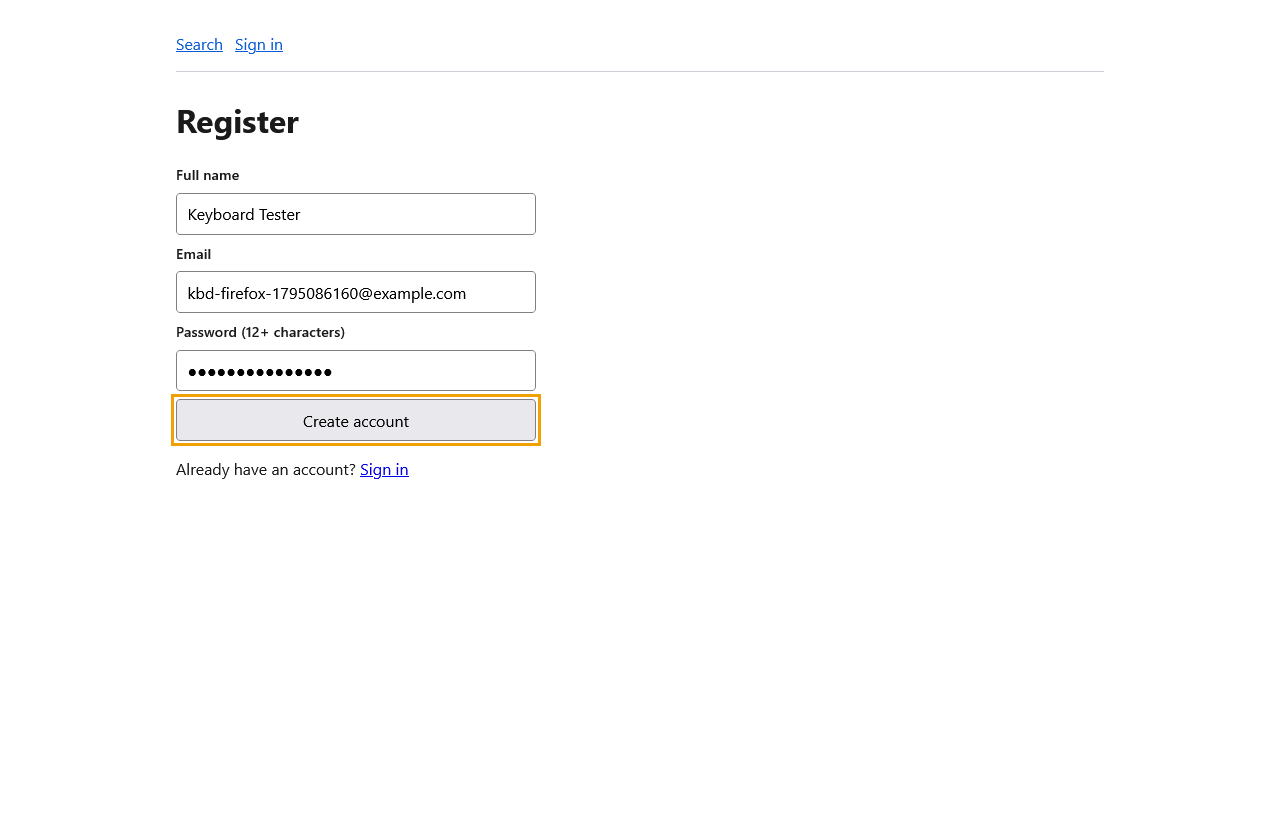 Search Sign in
Register
Full name
Keyboard Tester
Email
kbd-firefox-1795086160@example.com
Password (12+ characters)
●●●●●●●●●●●●●●●
Create account
Already have an account? Sign in